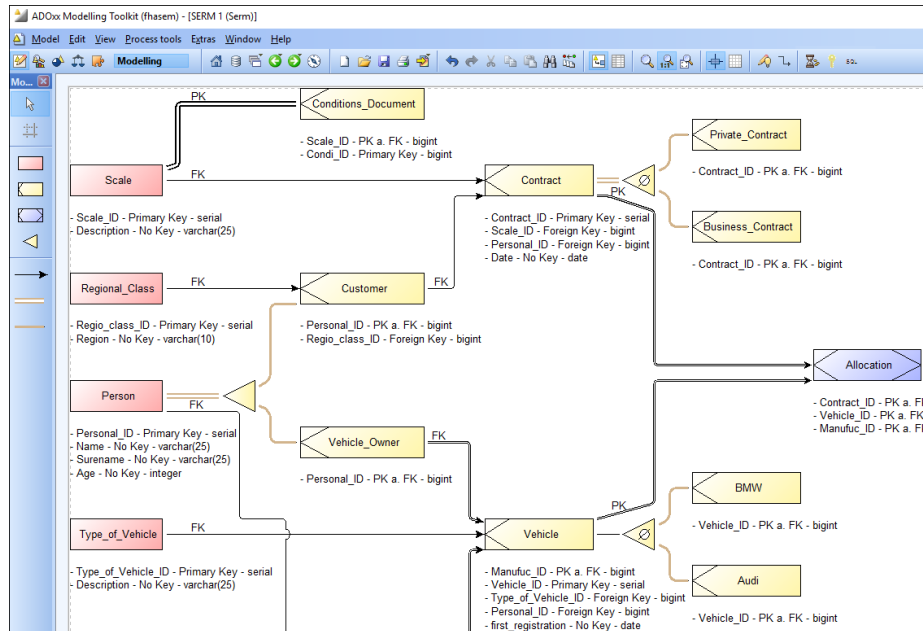 ADOxx Modelling Toolkit (fhasem) - [SERM 1 (Serm)]
Model Edit View Process tools Extras Window Help
Modelling
SQL
Mo...
PK
Conditions_Document
- Scale_ID - PK a. FK - bigint
- Condi_ID - Primary Key - bigint
Private_Contract
- Contract_ID - PK a. FK - bigint
Scale
FK
Contract
PK
- Scale_ID - Primary Key - serial
- Description - No Key - varchar(25)
- Contract_ID - Primary Key - serial
- Scale_ID - Foreign Key - bigint
- Personal_ID - Foreign Key - bigint
- Date - No Key - date
Business_Contract
- Contract_ID - PK a. FK - bigint
Regional_Class
FK
Customer
FK
- Regio_class_ID - Primary Key - serial
- Region - No Key - varchar(10)
- Personal_ID - PK a. FK - bigint
- Regio_class_ID - Foreign Key - bigint
Allocation
- Contract_ID - PK a. F
- Vehicle_ID - PK a. FK
- Manufuc_ID - PK a. F
Person
FK
- Personal_ID - Primary Key - serial
- Name - No Key - varchar(25)
- Surename - No Key - varchar(25)
- Age - No Key - integer
Vehicle_Owner
FK
- Personal_ID - PK a. FK - bigint
BMW
- Vehicle_ID - PK a. FK - bigint
PK
Type_of_Vehicle
FK
Vehicle
- Type_of_Vehicle_ID - Primary Key - serial
- Description - No Key - varchar(25)
- Manufuc_ID - PK a. FK - bigint
- Vehicle_ID - Primary Key - serial
- Type_of_Vehicle_ID - Foreign Key - bigint
- Personal_ID - Foreign Key - bigint
- first_registration - No Key - date
Audi
- Vehicle_ID - PK a. FK - bigint